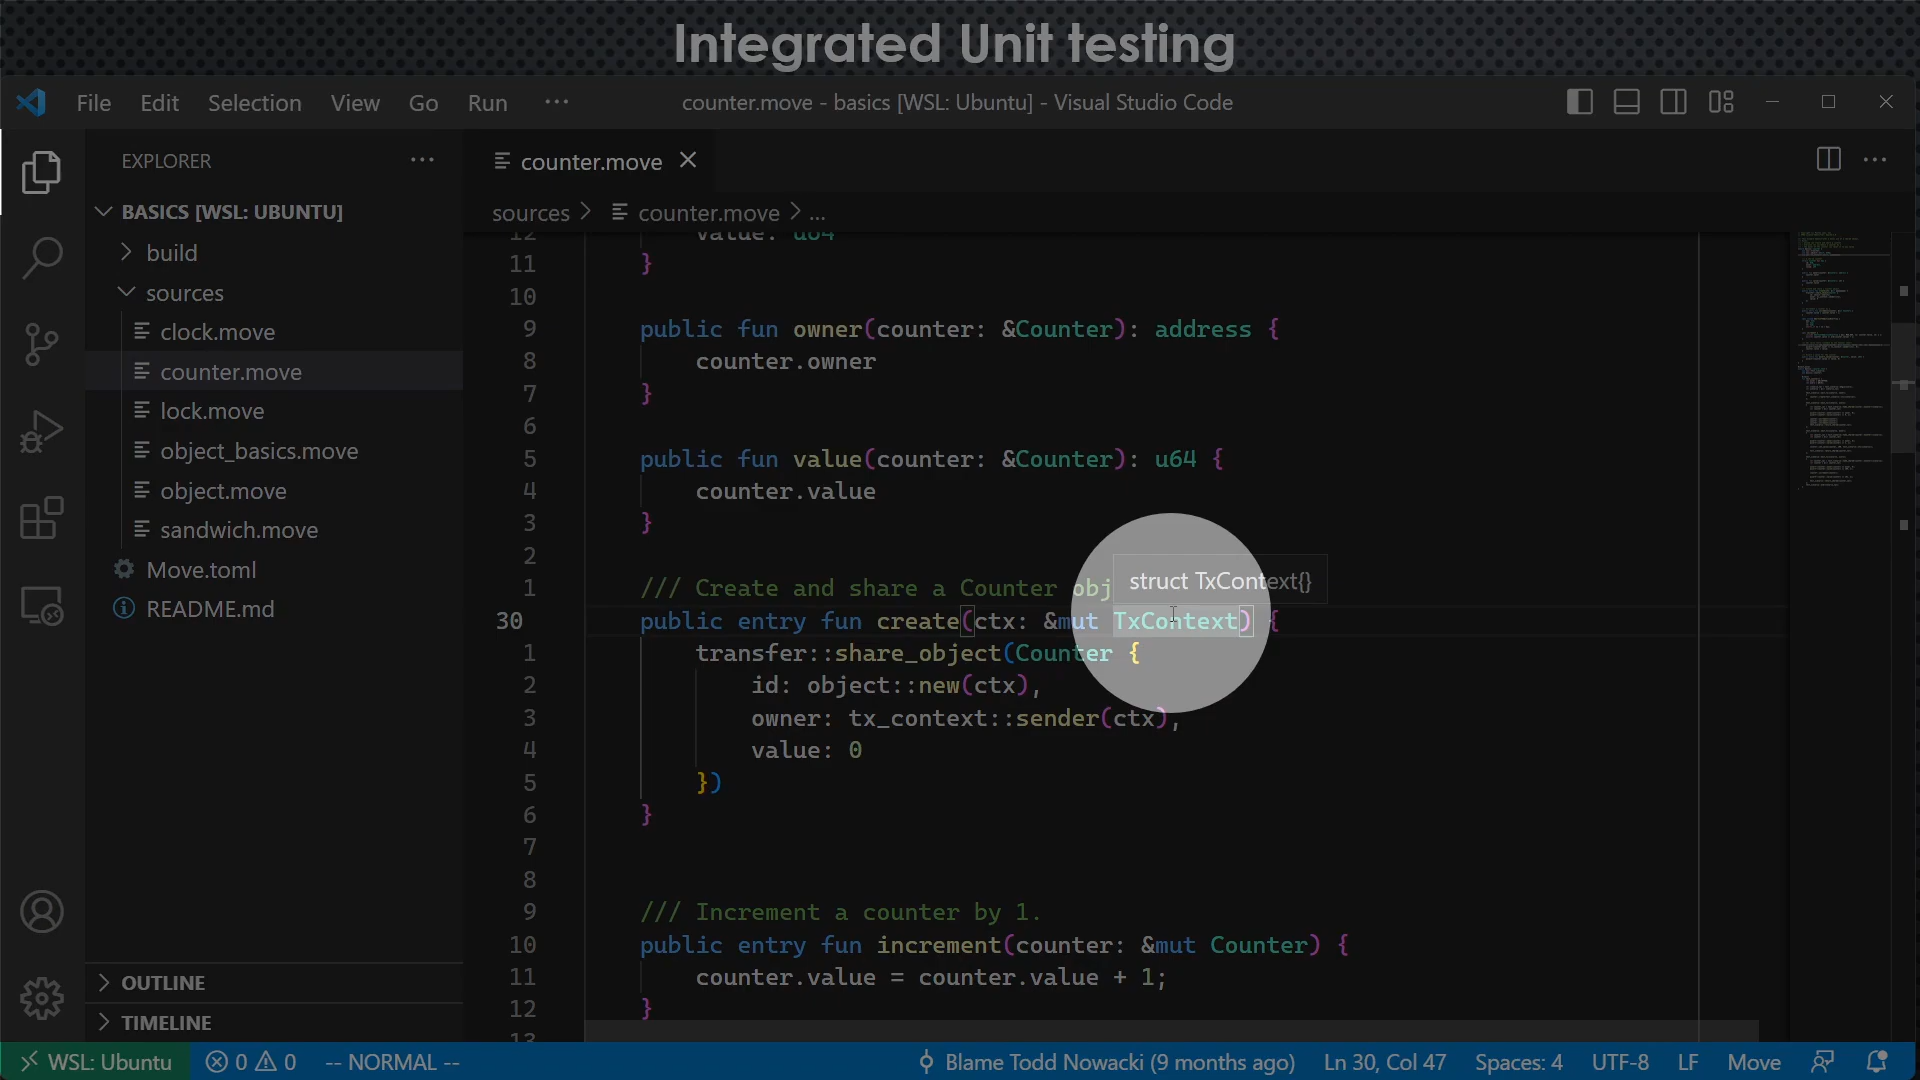 Integrated Unit testing
File Edit Selection View Go Run ··· counter.move - basics [WSL: Ubuntu] - Visual Studio Code
EXPLORER ···
counter.move
BASICS [WSL: UBUNTU]
sources > counter.move > ...
build
sources
clock.move
counter.move
lock.move
object_basics.move
object.move
sandwich.move
Move.toml
README.md
OUTLINE
TIMELINE
12 value: u64
11 }
10
9 public fun owner(counter: &Counter): address {
8 counter.owner
7 }
6
5 public fun value(counter: &Counter): u64 {
4 counter.value
3 }
2
struct TxContext{}
1 /// Create and share a Counter obj
30 public entry fun create(ctx: &mut TxContext) {
1 transfer::share_object(Counter {
2 id: object::new(ctx),
3 owner: tx_context::sender(ctx),
4 value: 0
5 })
6 }
7
8
9 /// Increment a counter by 1.
10 public entry fun increment(counter: &mut Counter) {
11 counter.value = counter.value + 1;
12 }
13
WSL: Ubuntu 0 0 -- NORMAL -- Blame Todd Nowacki (9 months ago) Ln 30, Col 47 Spaces: 4 UTF-8 LF Move